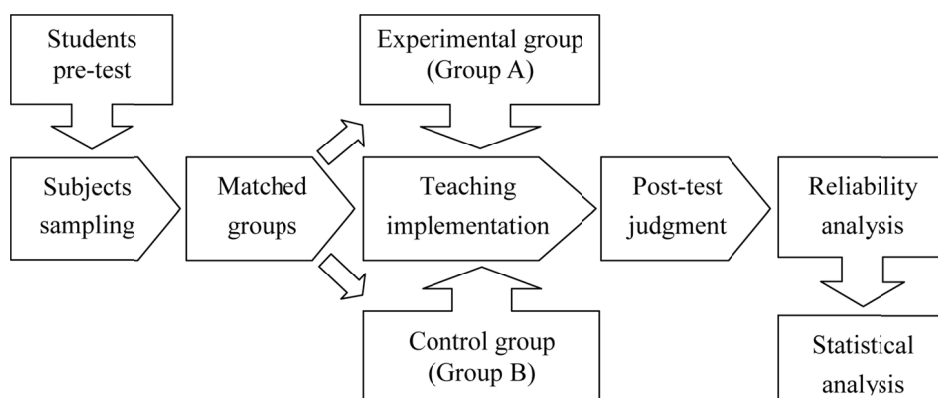 Students
pre-test
Experimental group
(Group A)
Subjects
sampling
Matched
groups
Teaching
implementation
Post-test
judgment
Reliability
analysis
Control group
(Group B)
Statistical
analysis